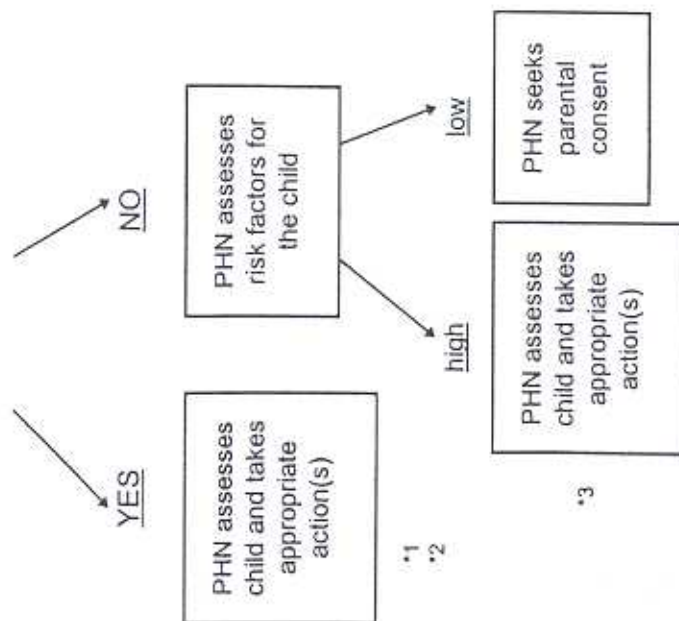 YES
NO
PHN assesses
child and takes
appropriate
action(s)
PHN assesses
risk factors for
the child
*1
*2
high
low
PHN assesses
child and takes
appropriate
action(s)
PHN seeks
parental
consent
*3